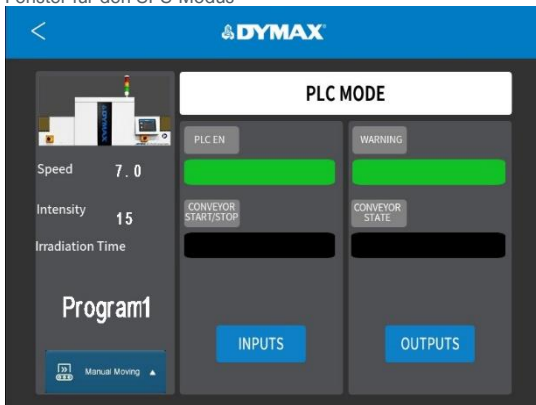 Fenster für den SPS-Modus
DYMAX
PLC MODE
DYMAX
Speed 7.0
Intensity 15
Irradiation Time
Program1
Manual Moving
PLC EN
CONVEYOR
START/STOP
INPUTS
WARNING
CONVEYOR
STATE
OUTPUTS